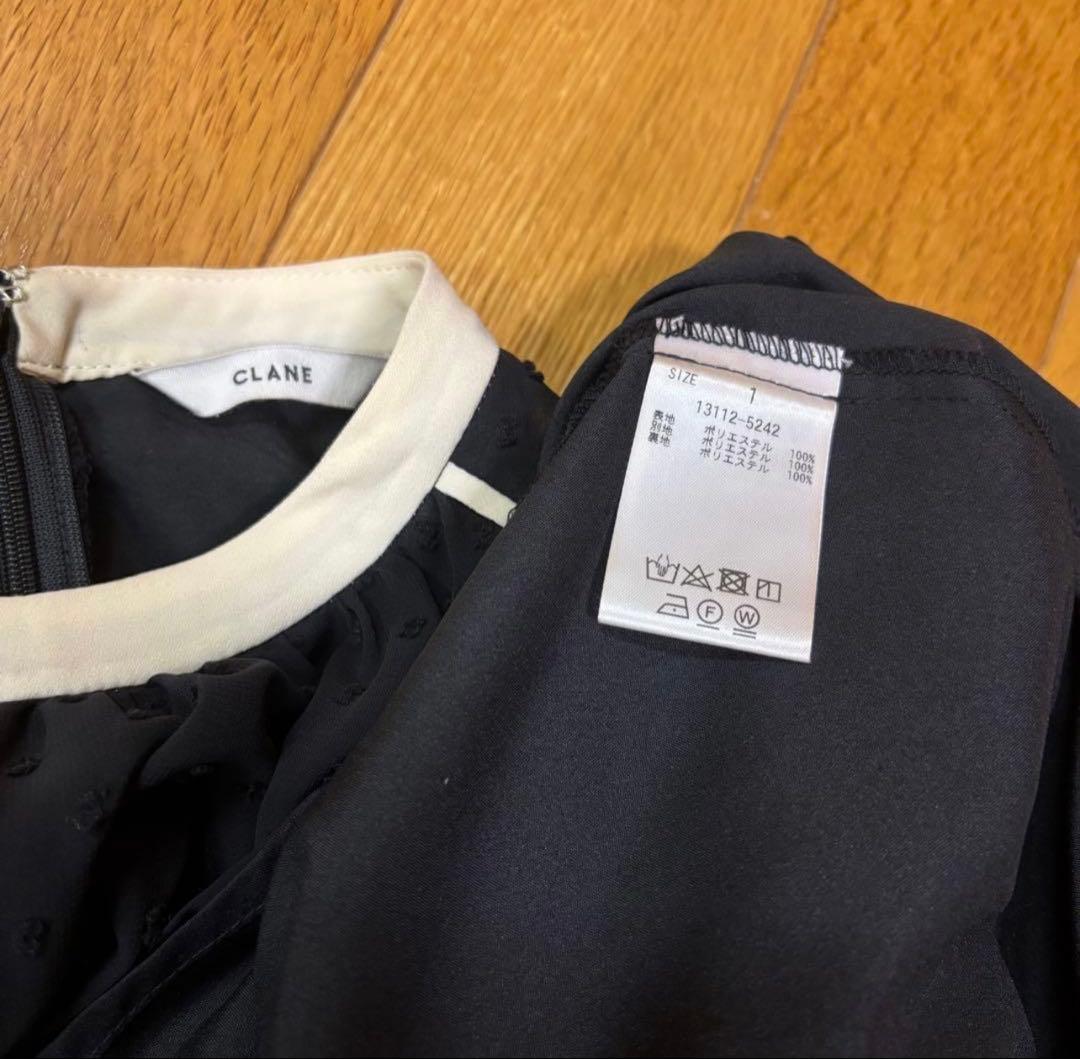 CLANE
SIZE 1
13112-5242
表地 ポリエステル 100%
別地 ポリエステル 100%
裏地 ポリエステル 100%
F W